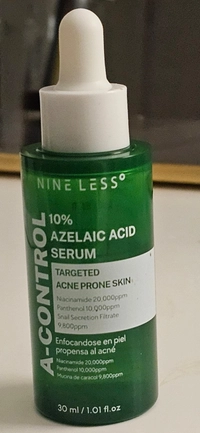 NINE LESS°
A-CONTROL
10%
AZELAIC ACID
SERUM
TARGETED
ACNE PRONE SKIN
Niacinamide 20,000ppm
Panthenol 10,000ppm
Snail Secretion Filtrate
9,800ppm
Enfocandose en piel
propensa al acné
Niacinamide 20,000ppm
Panthenol 10,000ppm
Mucina de caracol 9,800ppm
30 ml / 1.01 fl.oz